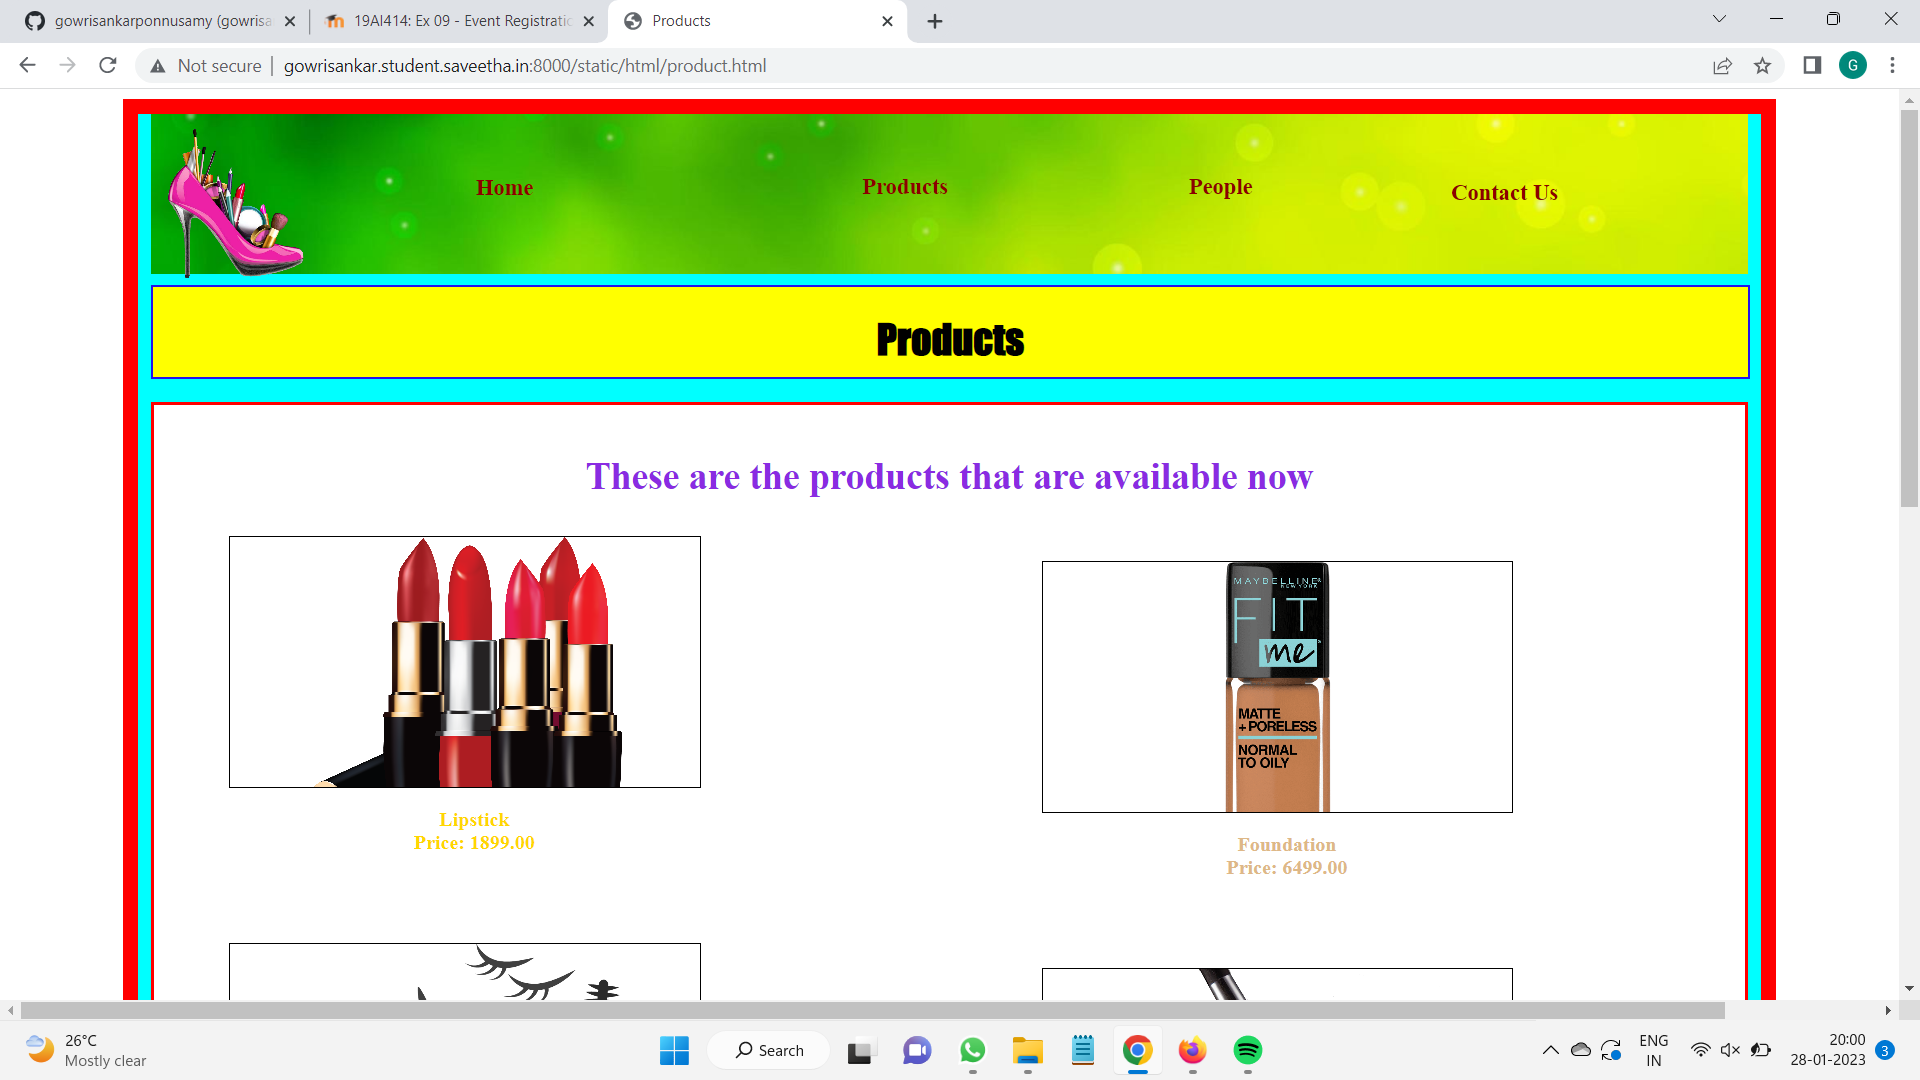 gowrisankarponnusamy (gowrisa
19AI414: Ex 09 - Event Registratio
Products
Not secure
gowrisankar.student.saveetha.in:8000/static/html/product.html
G
Home
Products
People
Contact Us
Products
These are the products that are available now
MAYBELLINE
NEW YORK
FIT
me
MATTE
+ PORELESS
NORMAL
TO OILY
Lipstick
Price: 1899.00
Foundation
Price: 6499.00
26°C
Mostly clear
Search
ENG
IN
20:00
28-01-2023
3